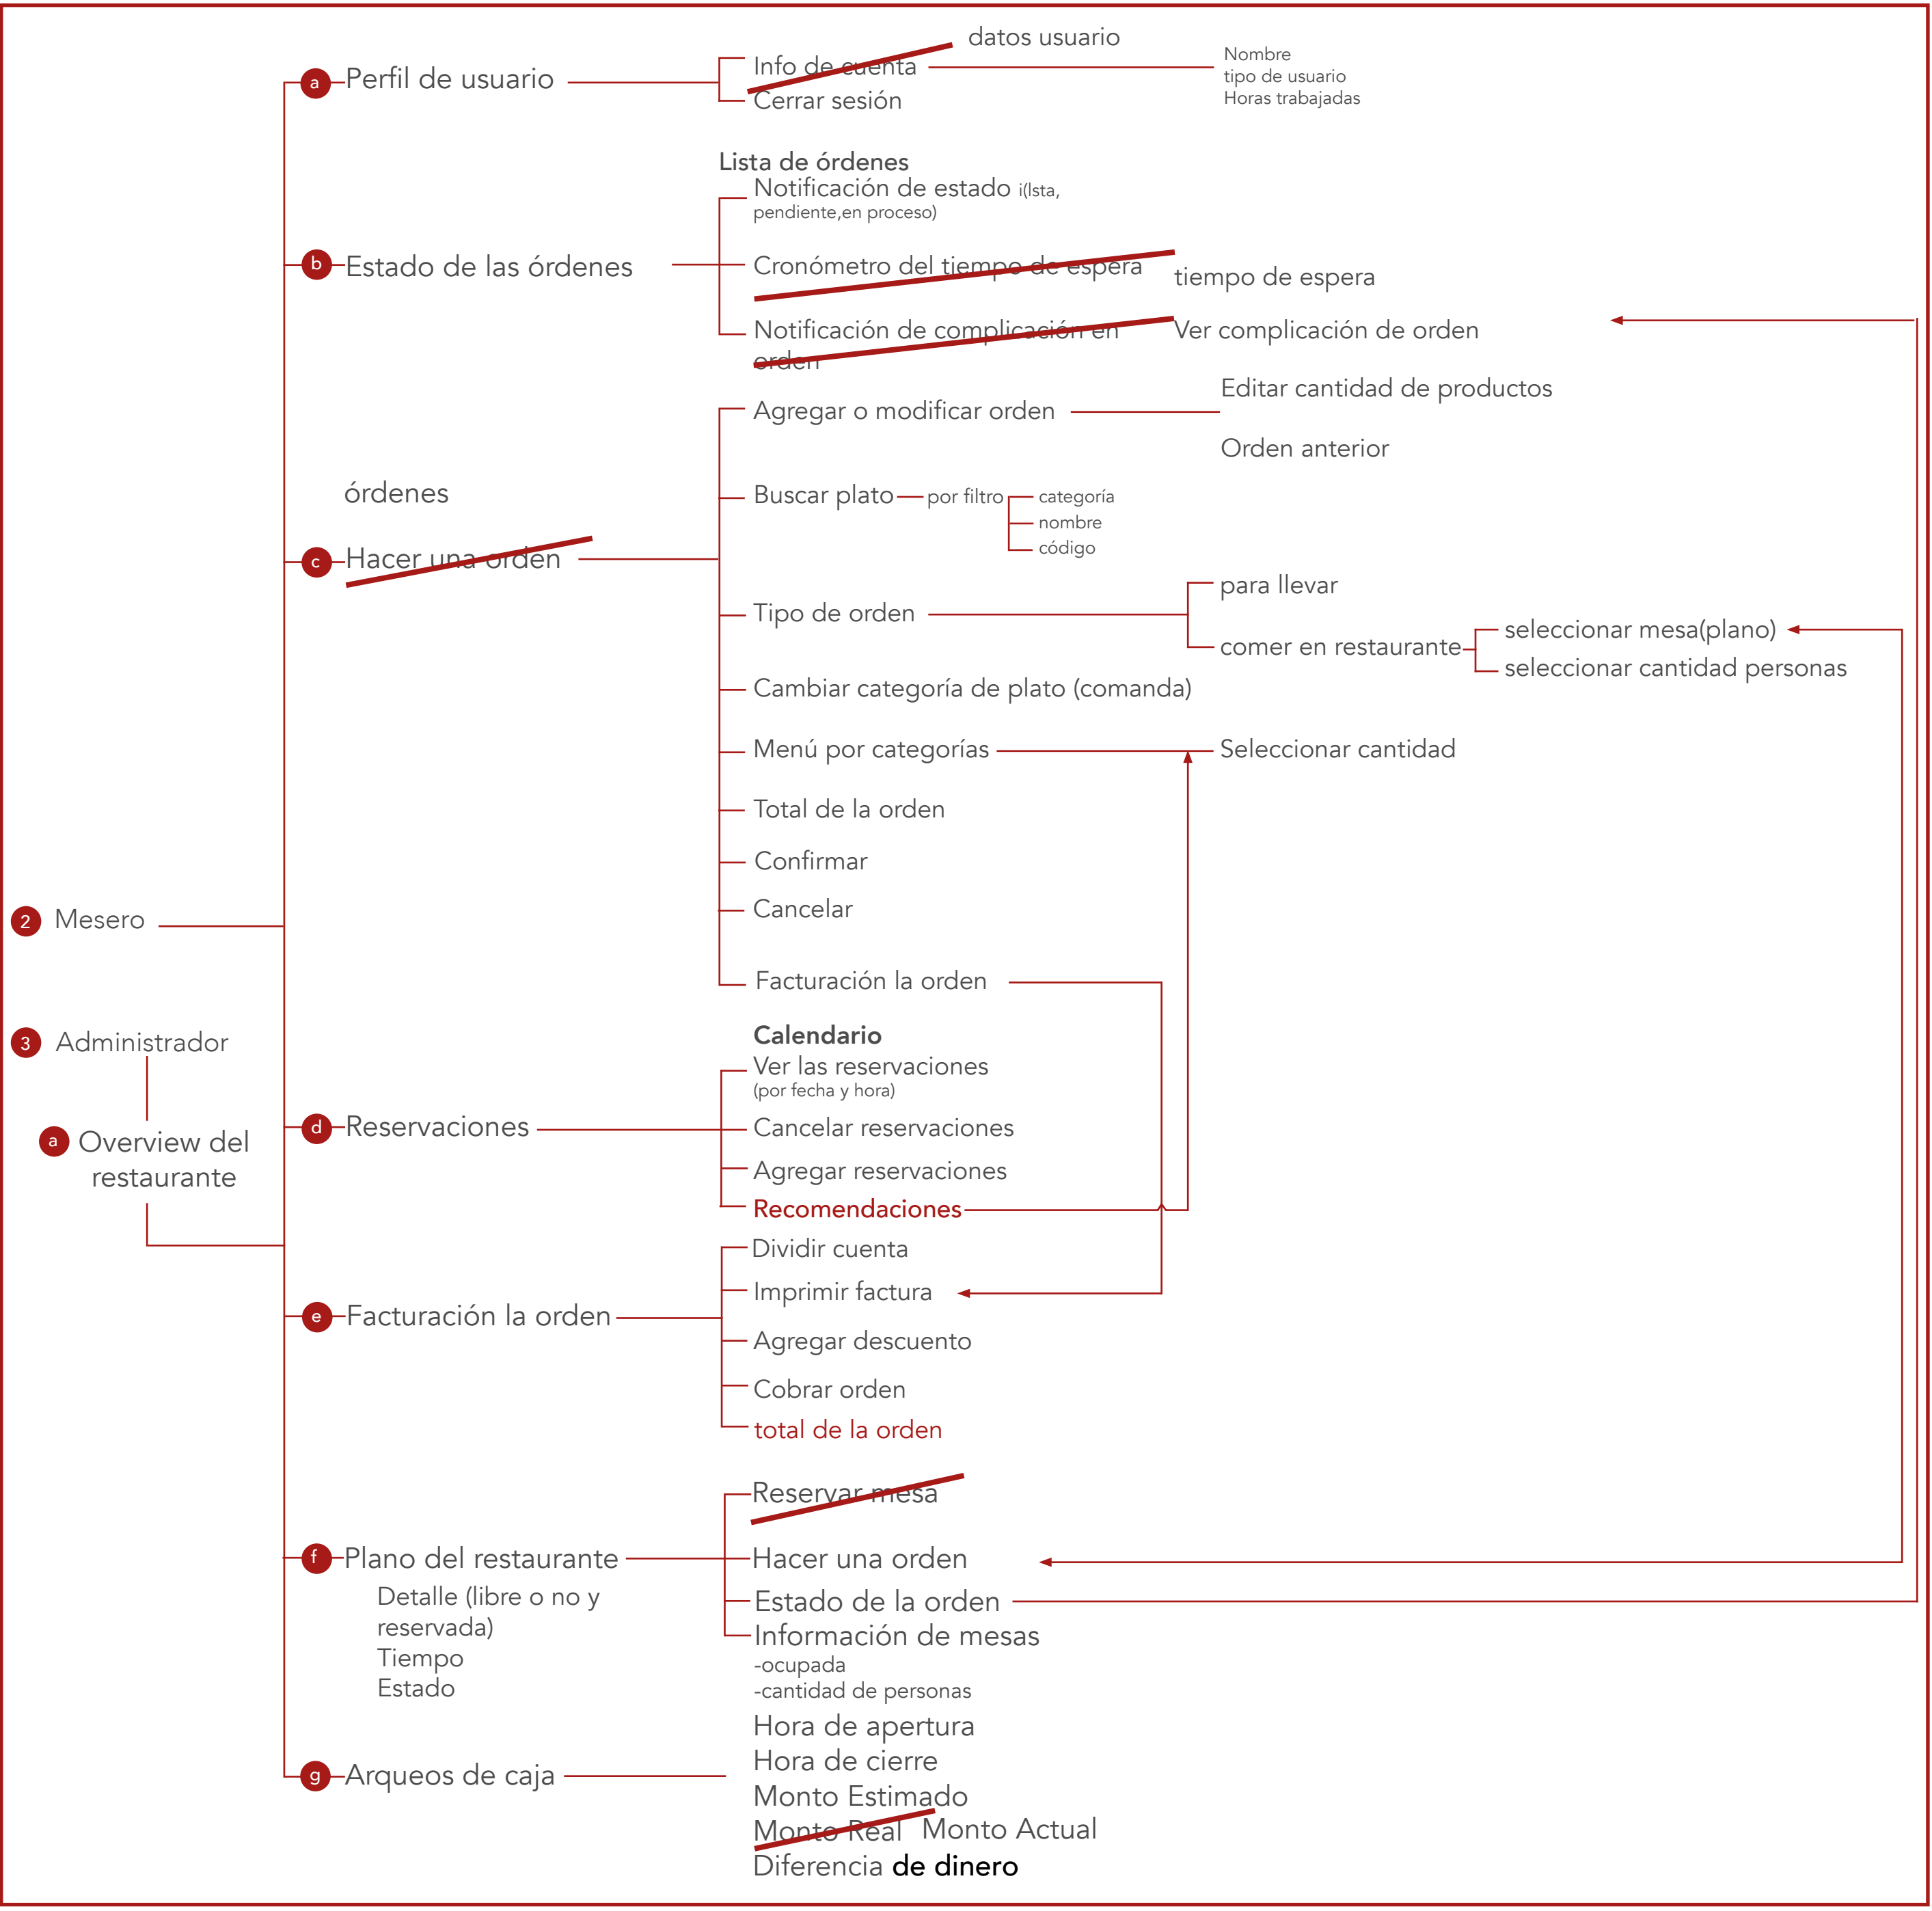 datos usuario
a Perfil de usuario
Info de cuenta
Cerrar sesión
Nombre
tipo de usuario
Horas trabajadas
Lista de órdenes
Notificación de estado i(lsta,
pendiente,en proceso)
b Estado de las órdenes
Cronómetro del tiempo de espera
tiempo de espera
Notificación de complicación en
orden
Ver complicación de orden
Agregar o modificar orden
Editar cantidad de productos
Orden anterior
órdenes
c Hacer una orden
Buscar plato
por filtro
categoría
nombre
código
Tipo de orden
para llevar
comer en restaurante
seleccionar mesa(plano)
seleccionar cantidad personas
Cambiar categoría de plato (comanda)
Menú por categorías
Seleccionar cantidad
Total de la orden
Confirmar
Cancelar
2 Mesero
Facturación la orden
3 Administrador
a Overview del
restaurante
Calendario
Ver las reservaciones
(por fecha y hora)
d Reservaciones
Cancelar reservaciones
Agregar reservaciones
Recomendaciones
Dividir cuenta
Imprimir factura
e Facturación la orden
Agregar descuento
Cobrar orden
total de la orden
Reservar mesa
f Plano del restaurante
Detalle (libre o no y
reservada)
Tiempo
Estado
Hacer una orden
Estado de la orden
Información de mesas
-ocupada
-cantidad de personas
g Arqueos de caja
Hora de apertura
Hora de cierre
Monto Estimado
Monto Real Monto Actual
Diferencia de dinero